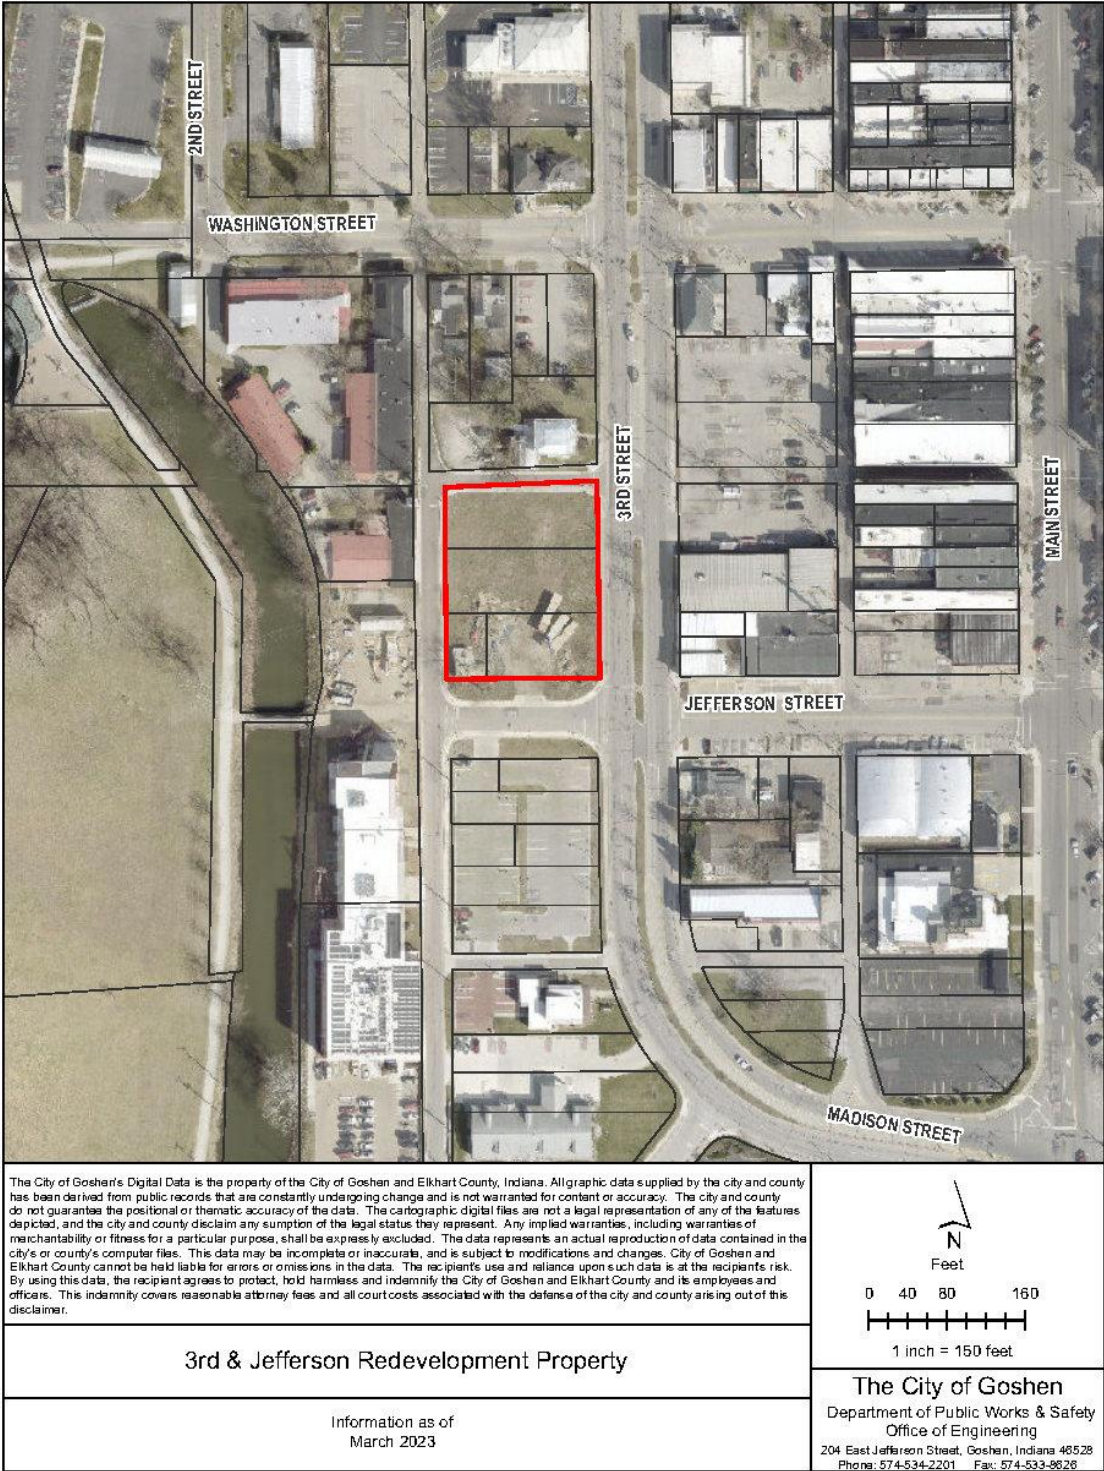 2ND STREET
WASHINGTON STREET
3RD STREET
MAIN STREET
JEFFERSON STREET
MADISON STREET
The City of Goshen's Digital Data is the property of the City of Goshen and Elkhart County, Indiana. All graphic data supplied by the city and county
has been derived from public records that are constantly undergoing change and is not warranted for content or accuracy. The city and county
do not guarantee the positional or thematic accuracy of the data. The cartographic digital files are not a legal representation of any of the features
depicted, and the city and county disclaim any sumption of the legal status they represent. Any implied warranties, including warranties of
merchantability or fitness for a particular purpose, shall be expressly excluded. The data represents an actual reproduction of data contained in the
city's or county's computer files. This data may be incomplete or inaccurate, and is subject to modifications and changes. City of Goshen and
Elkhart County cannot be held liable for errors or omissions in the data. The recipient's use and reliance upon such data is at the recipient's risk.
By using this data, the recipient agrees to protect, hold harmless and indemnify the City of Goshen and Elkhart County and its employees and
officers. This indemnity covers reasonable attorney fees and all court costs associated with the defense of the city and county arising out of this
disclaimer.
N
Feet
0 40 80 160
1 inch = 150 feet
3rd & Jefferson Redevelopment Property
Information as of
March 2023
The City of Goshen
Department of Public Works & Safety
Office of Engineering
204 East Jefferson Street, Goshen, Indiana 46528
Phone: 574-534-2201 Fax: 574-533-8626